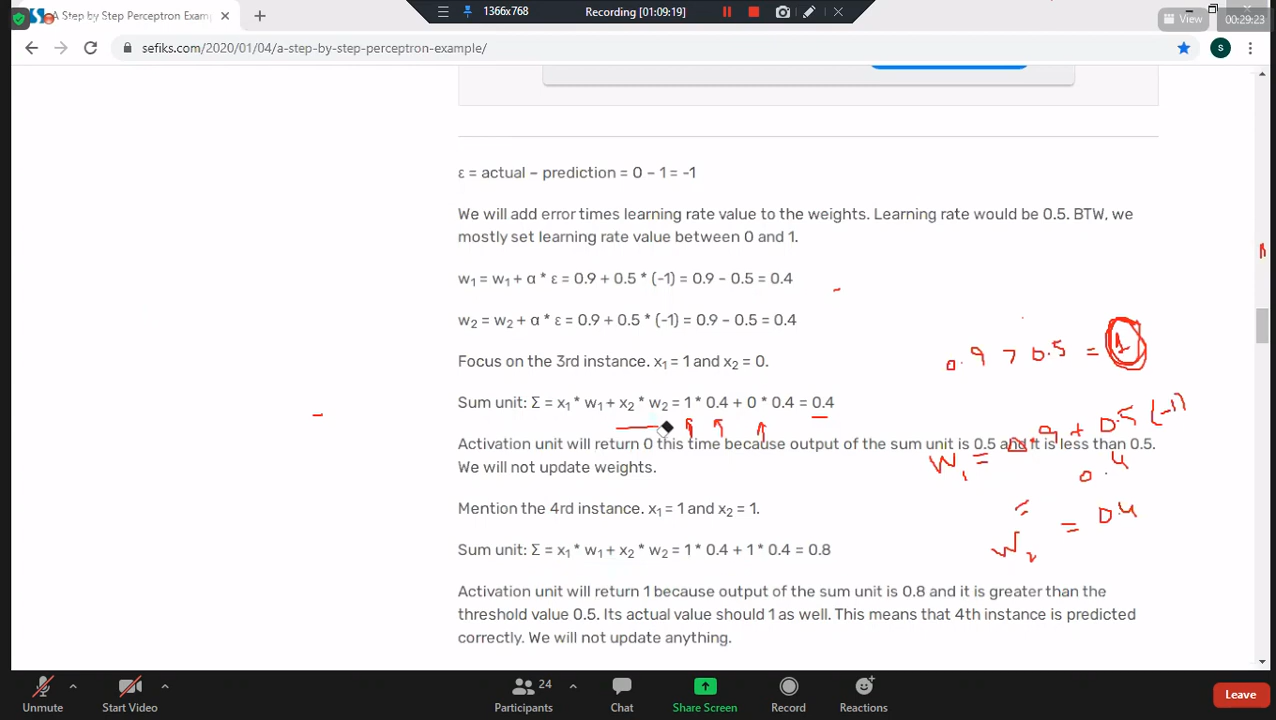 A Step By Step Perceptron Examp
1366x768
Recording [01:09:19]
View
00:29:23
sefiks.com/2020/01/04/a-step-by-step-perceptron-example/
S
ε = actual – prediction = 0 – 1 = -1
We will add error times learning rate value to the weights. Learning rate would be 0.5. BTW, we
mostly set learning rate value between 0 and 1.
w₁ = w₁ + α * ε = 0.9 + 0.5 * (-1) = 0.9 – 0.5 = 0.4
w₂ = w₂ + α * ε = 0.9 + 0.5 * (-1) = 0.9 – 0.5 = 0.4
0.9 > 0.5 = 1
Focus on the 3rd instance. x₁ = 1 and x₂ = 0.
Sum unit: Σ = x₁ * w₁ + x₂ * w₂ = 1 * 0.4 + 0 * 0.4 = 0.4
Activation unit will return 0 this time because output of the sum unit is 0.5 and it is less than 0.5.
We will not update weights.
W₁ = 0.9 + 0.5 (-1)
= 0.4
W₂ = 0.4
Mention the 4rd instance. x₁ = 1 and x₂ = 1.
Sum unit: Σ = x₁ * w₁ + x₂ * w₂ = 1 * 0.4 + 1 * 0.4 = 0.8
Activation unit will return 1 because output of the sum unit is 0.8 and it is greater than the
threshold value 0.5. Its actual value should 1 as well. This means that 4th instance is predicted
correctly. We will not update anything.
Unmute
Start Video
24
Participants
Chat
Share Screen
Record
Reactions
Leave